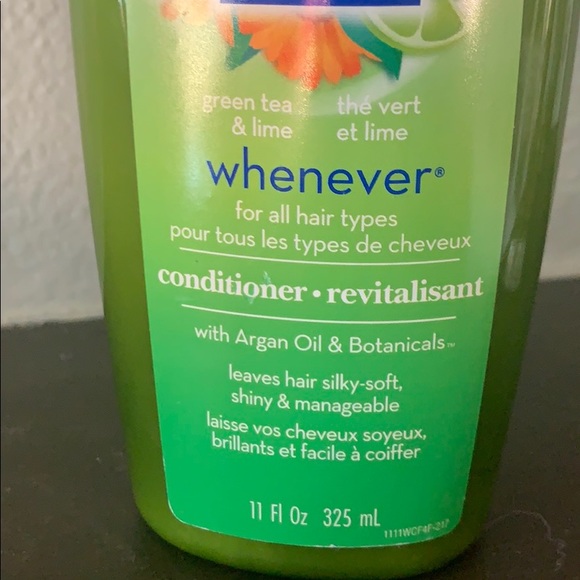 green tea & lime
thé vert et lime
whenever®
for all hair types
pour tous les types de cheveux
conditioner • revitalisant
with Argan Oil & Botanicals™
leaves hair silky-soft,
shiny & manageable
laisse vos cheveux soyeux,
brillants et facile à coiffer
11 Fl Oz 325 mL
1111WCF4F-217